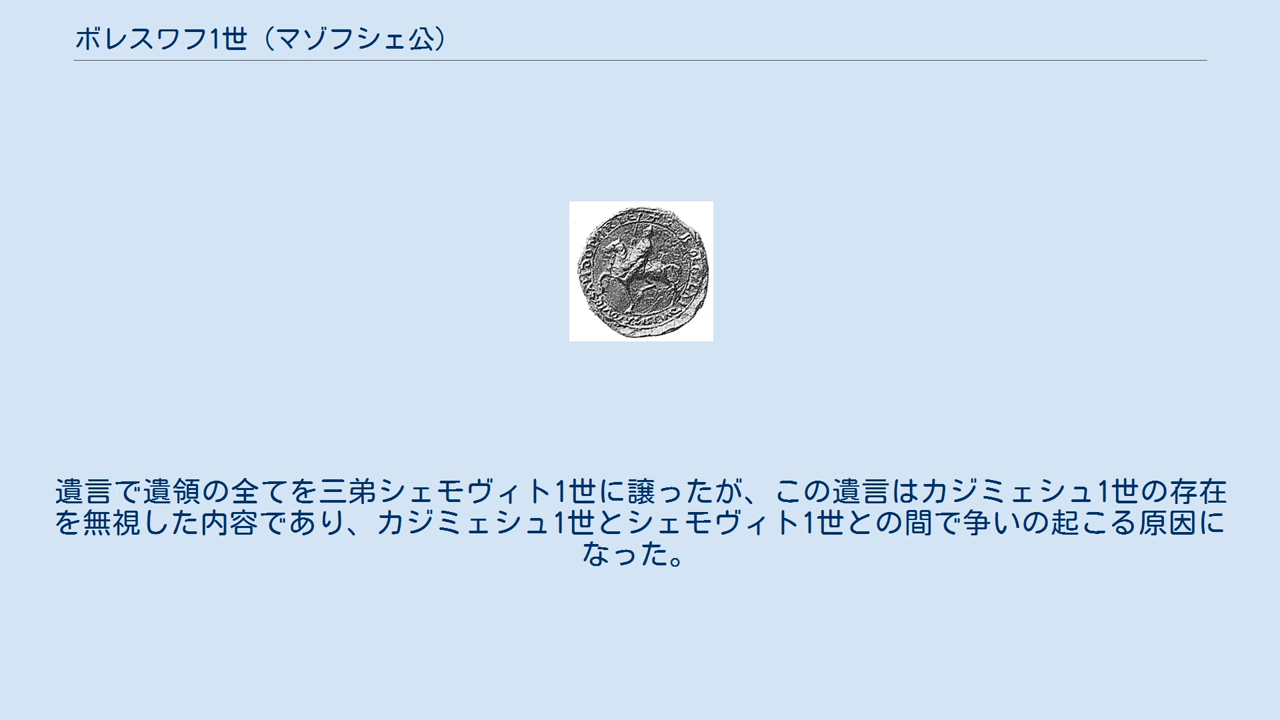 ボレスワフ1世（マゾフシェ公）
遺言で遺領の全てを三弟シェモヴィト1世に譲ったが、この遺言はカジミェシュ1世の存在
を無視した内容であり、カジミェシュ1世とシェモヴィト1世との間で争いの起こる原因に
なった。